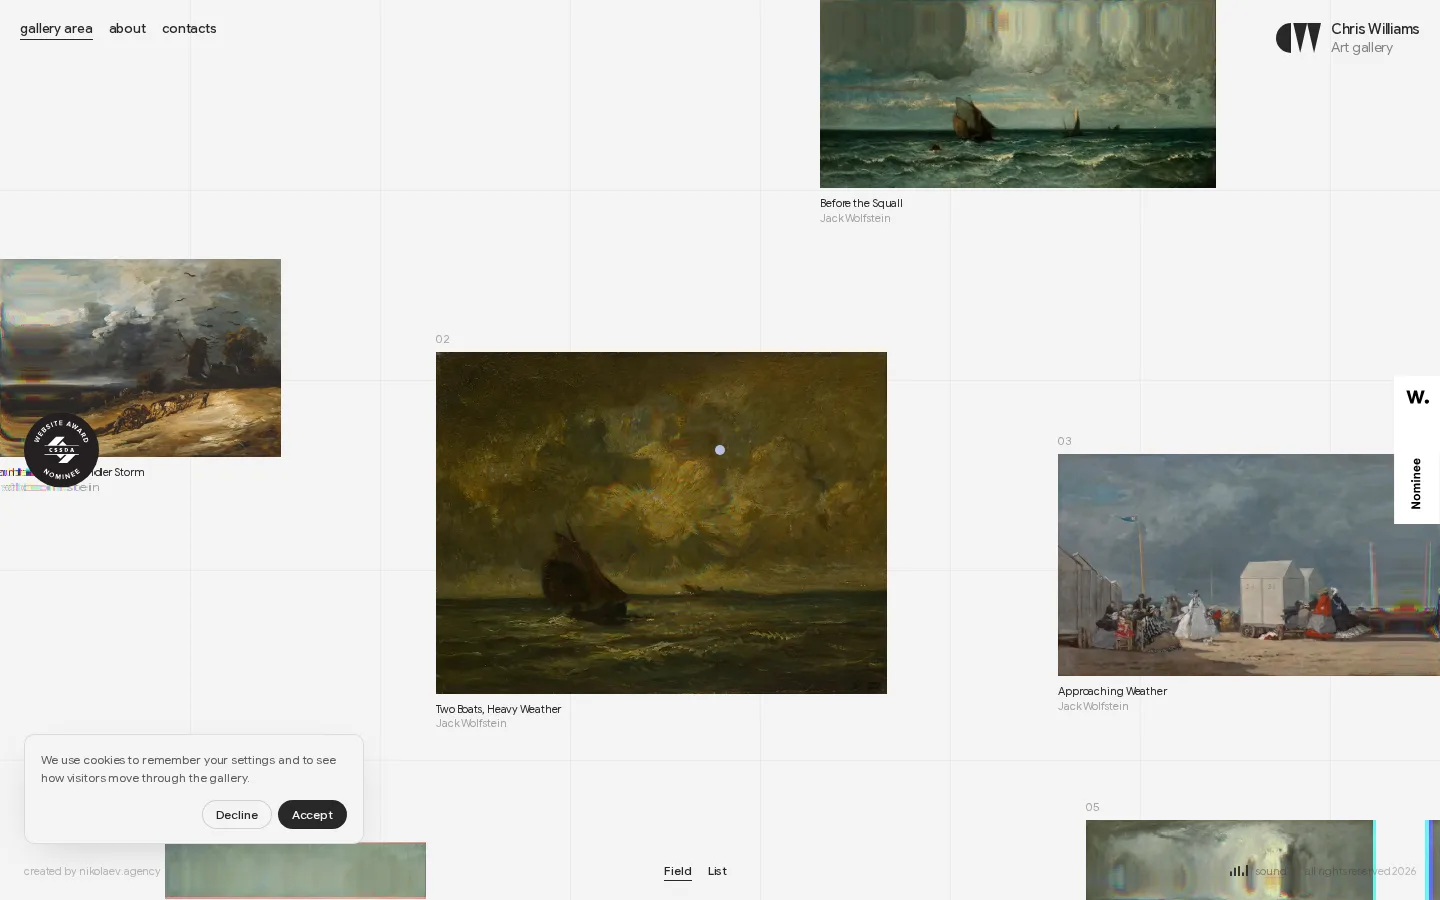 gallery area about contacts
Chris Williams
Art gallery
Before the Squall
Jack Wolfstein
02
W.
Nominee
WEBSITE AWARD
CSSDA
NOMINEE
Storm
03
Two Boats, Heavy Weather
Jack Wolfstein
Approaching Weather
Jack Wolfstein
We use cookies to remember your settings and to see
how visitors move through the gallery.
Decline Accept
05
created by nikolaev.agency
Field List
sound all rights reserved 2026